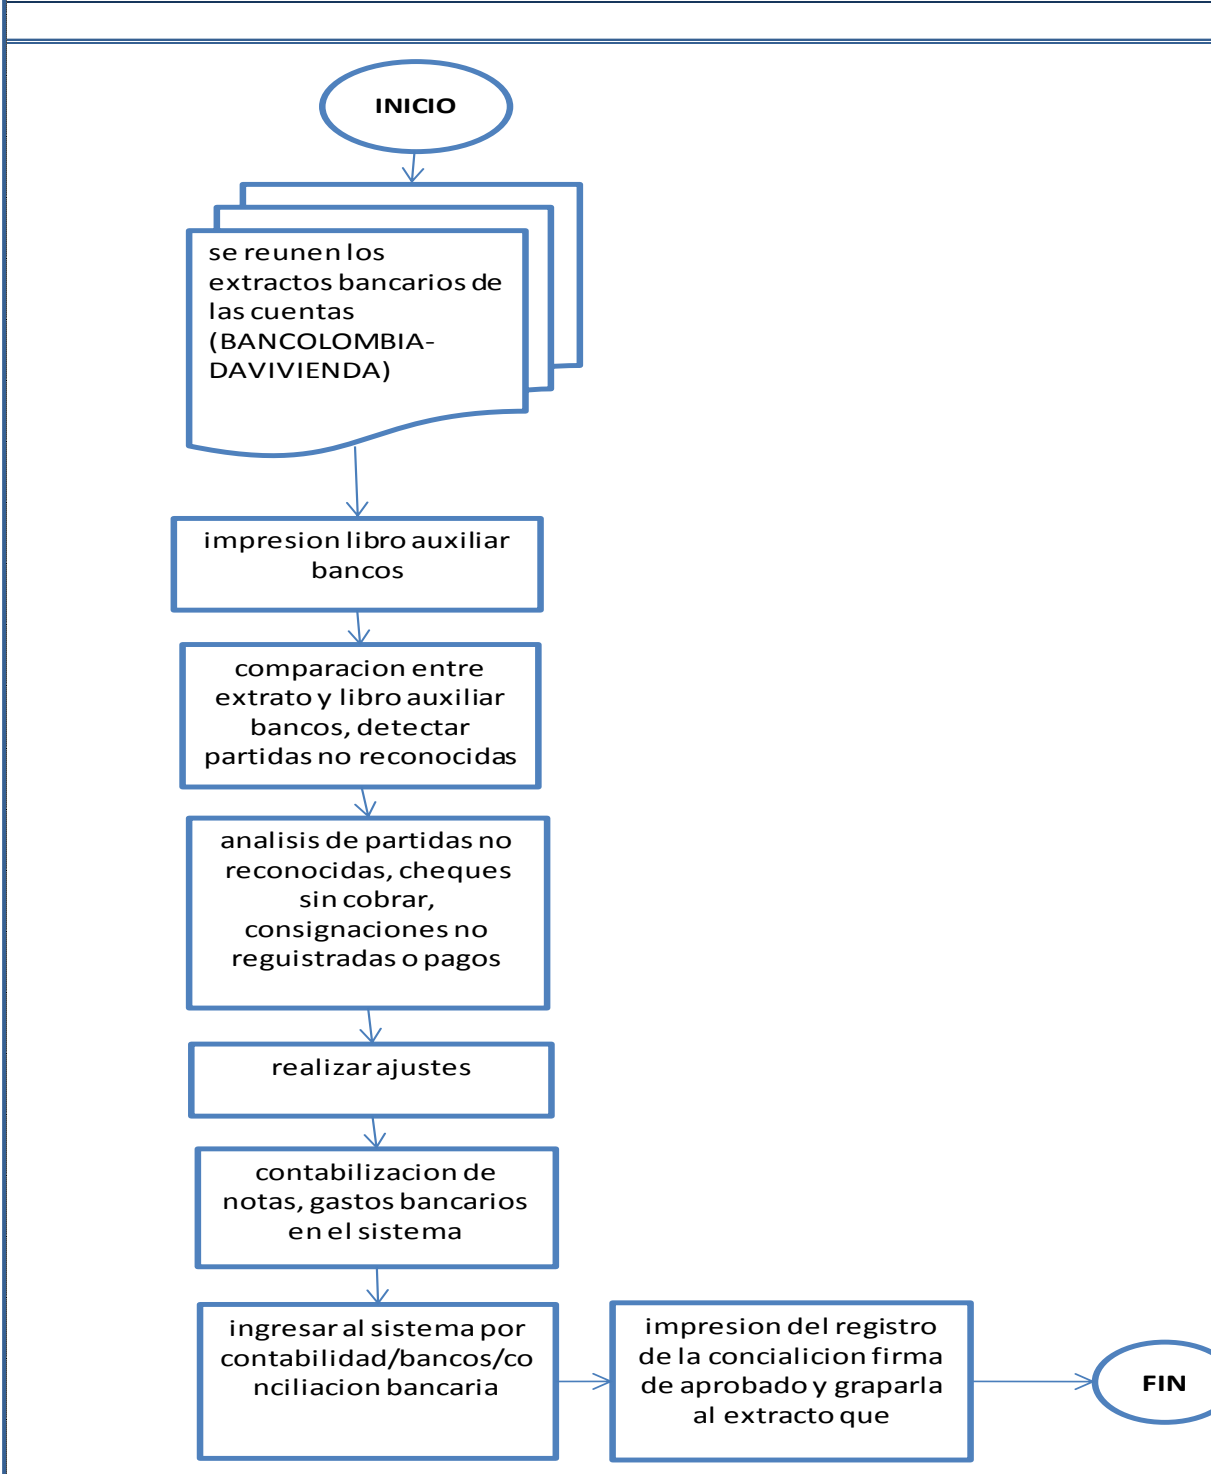 INICIO
se reunen los
extractos bancarios de
las cuentas
(BANCOLOMBIA-
DAVIVIENDA)
impresion libro auxiliar
bancos
comparacion entre
extrato y libro auxiliar
bancos, detectar
partidas no reconocidas
analisis de partidas no
reconocidas, cheques
sin cobrar,
consignaciones no
reguistradas o pagos
realizar ajustes
contabilizacion de
notas, gastos bancarios
en el sistema
ingresar al sistema por
contabilidad/bancos/co
nciliacion bancaria
impresion del registro
de la concialicion firma
de aprobado y graparla
al extracto que
FIN